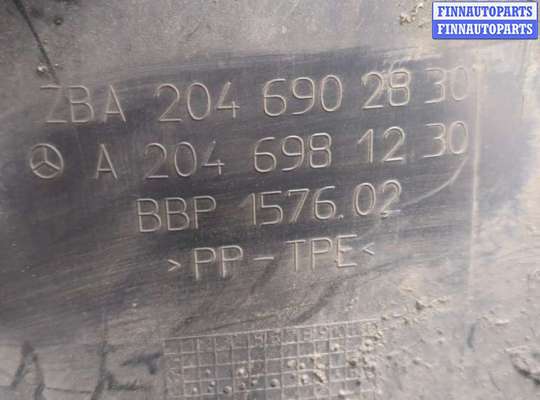 FINNAUTOPARTS
FINNAUTOPARTS
ZBA 204 690 28 30
A 204 698 12 30
BBP 1576.02
>PP-TPE<